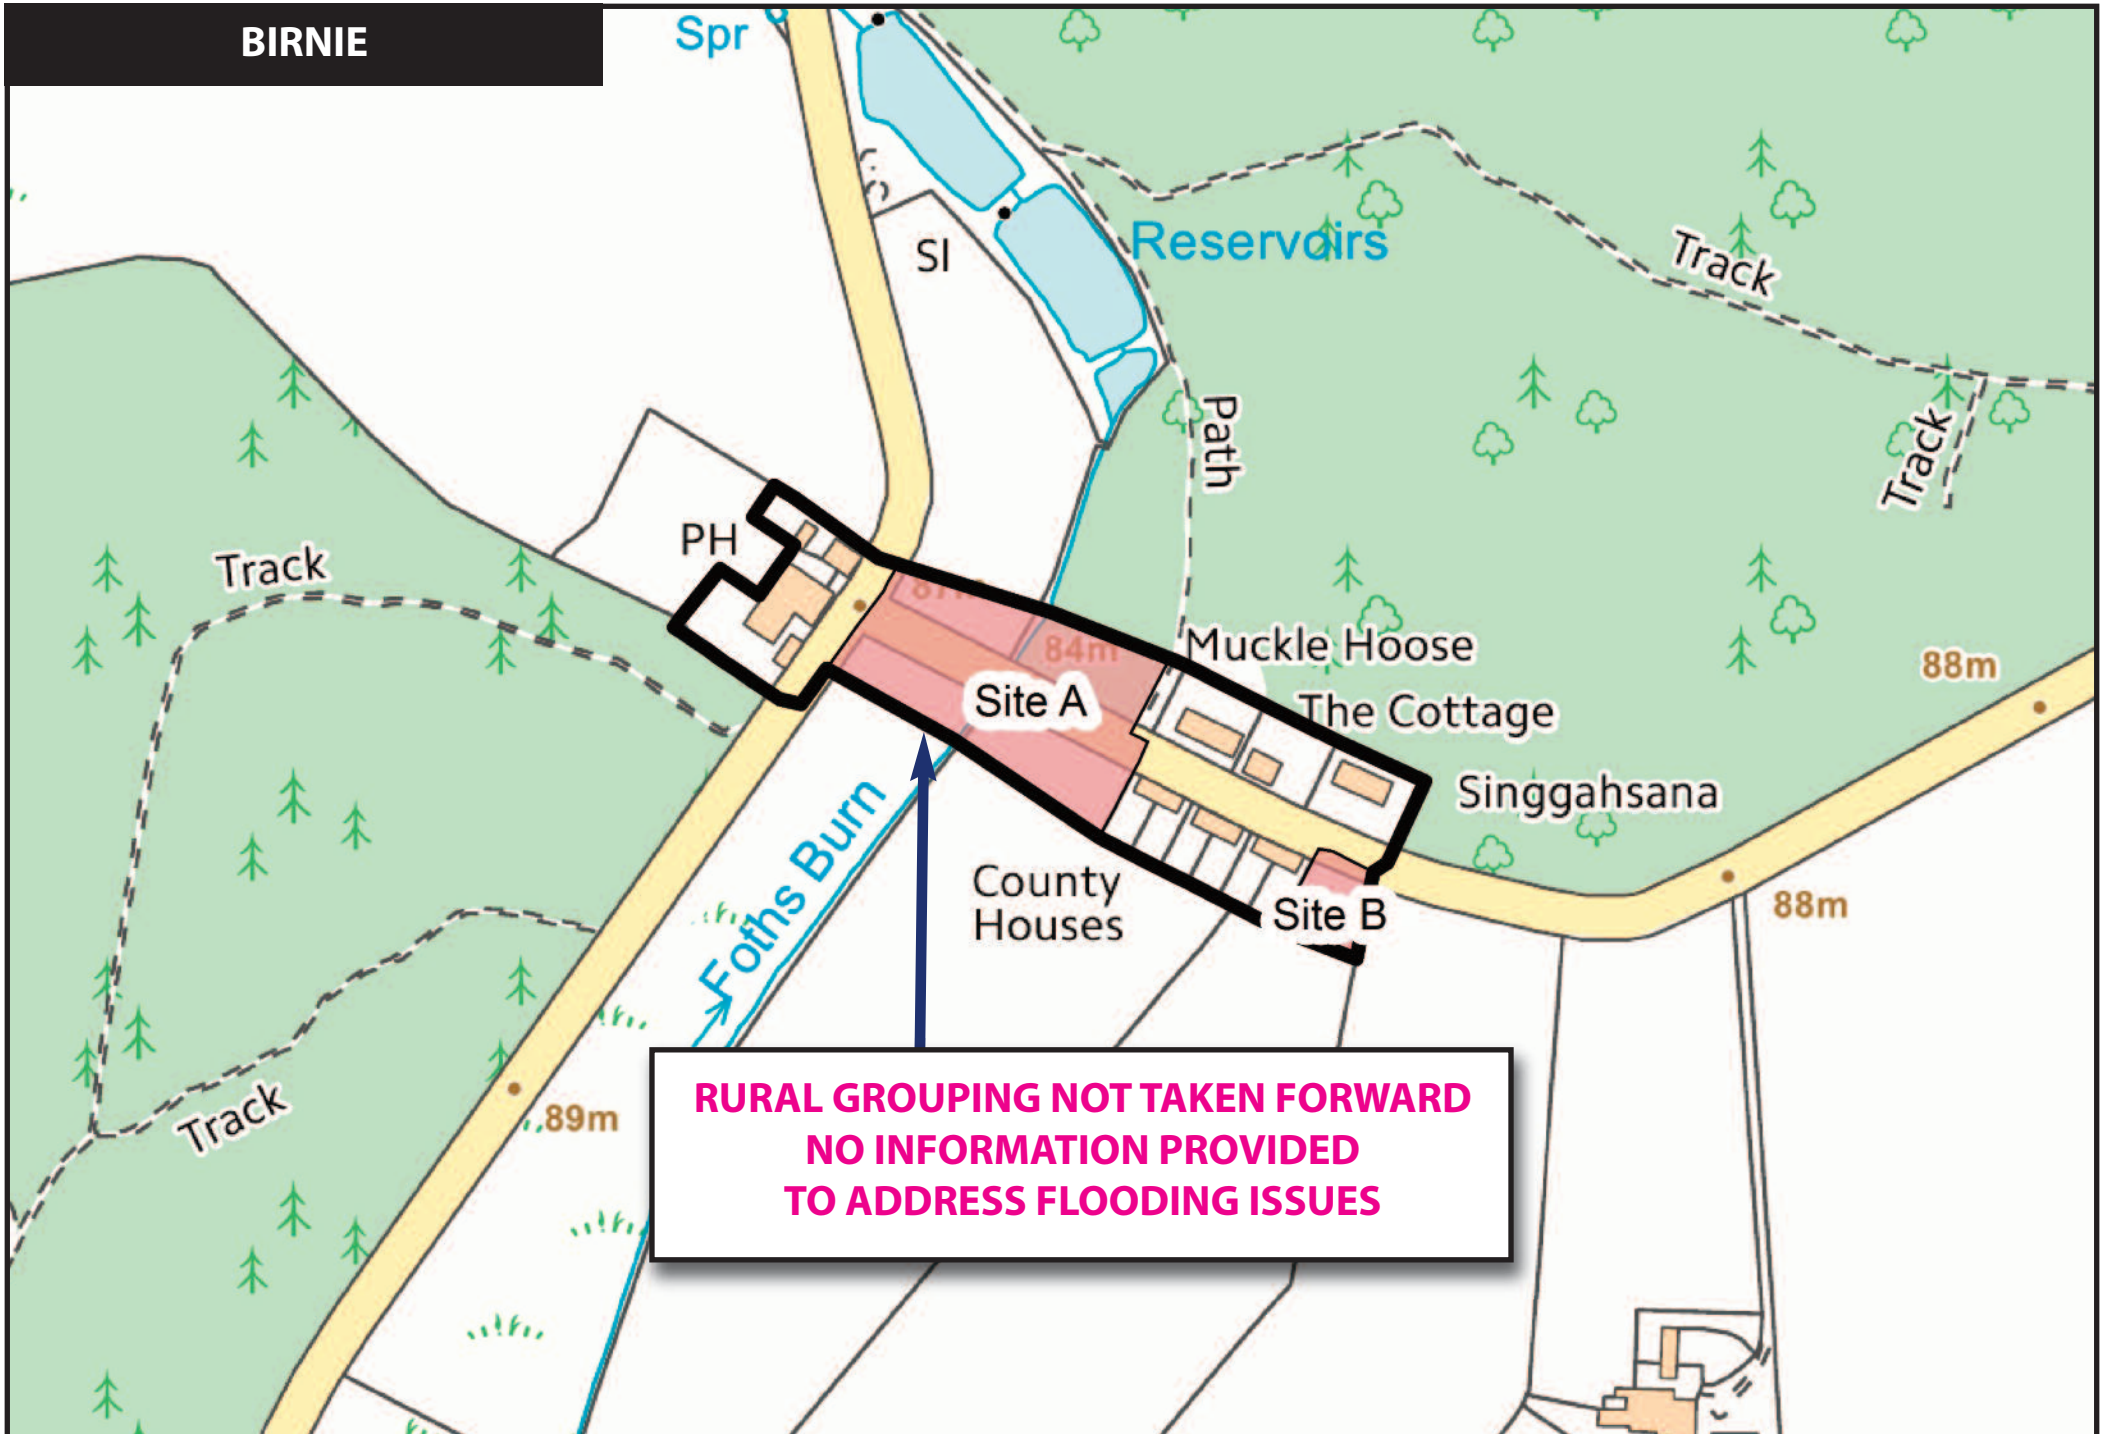 BIRNIE
Spr
Reservoirs
SI
Track
Path
Track
PH
Track
84m
Muckle Hoose
Site A
The Cottage
88m
Singgahsana
Foths Burn
County
Houses
Site B
88m
Track
89m
RURAL GROUPING NOT TAKEN FORWARD
NO INFORMATION PROVIDED
TO ADDRESS FLOODING ISSUES